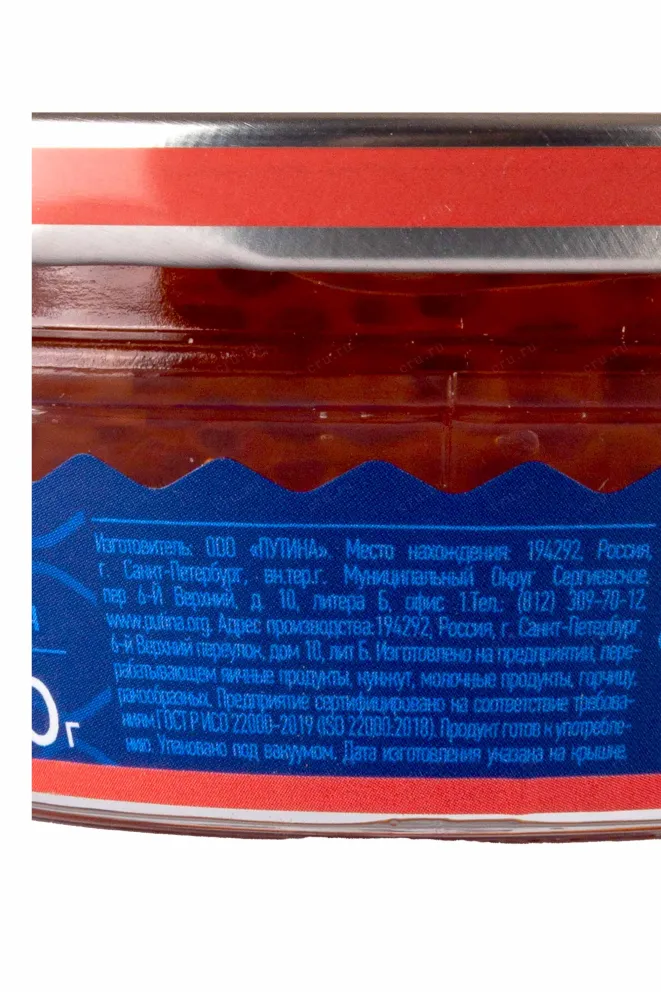 Изготовитель: ООО «ПУТИНА». Место нахождения: 194292, Россия,
г. Санкт-Петербург, вн.тер.г. Муниципальный Округ Сергиевское,
пер 6-й Верхний, д. 10, литера Б, офис 1.Тел.: (812) 309-70-12,
www.putina.org. Адрес производства:194292, Россия, г. Санкт-Петербург,
6-й Верхний переулок, дом 10, лит Б. Изготовлено на предприятии, пере-
рабатывающем яичные продукты, кунжут, молочные продукты, горчицу,
ракообразных. Предприятие сертифицировано на соответствие требова-
ниям ГОСТ Р ИСО 22000-2019 (ISO 22000:2018). Продукт готов к употребле-
нию. Упаковано под вакуумом. Дата изготовления указана на крышке.
0г